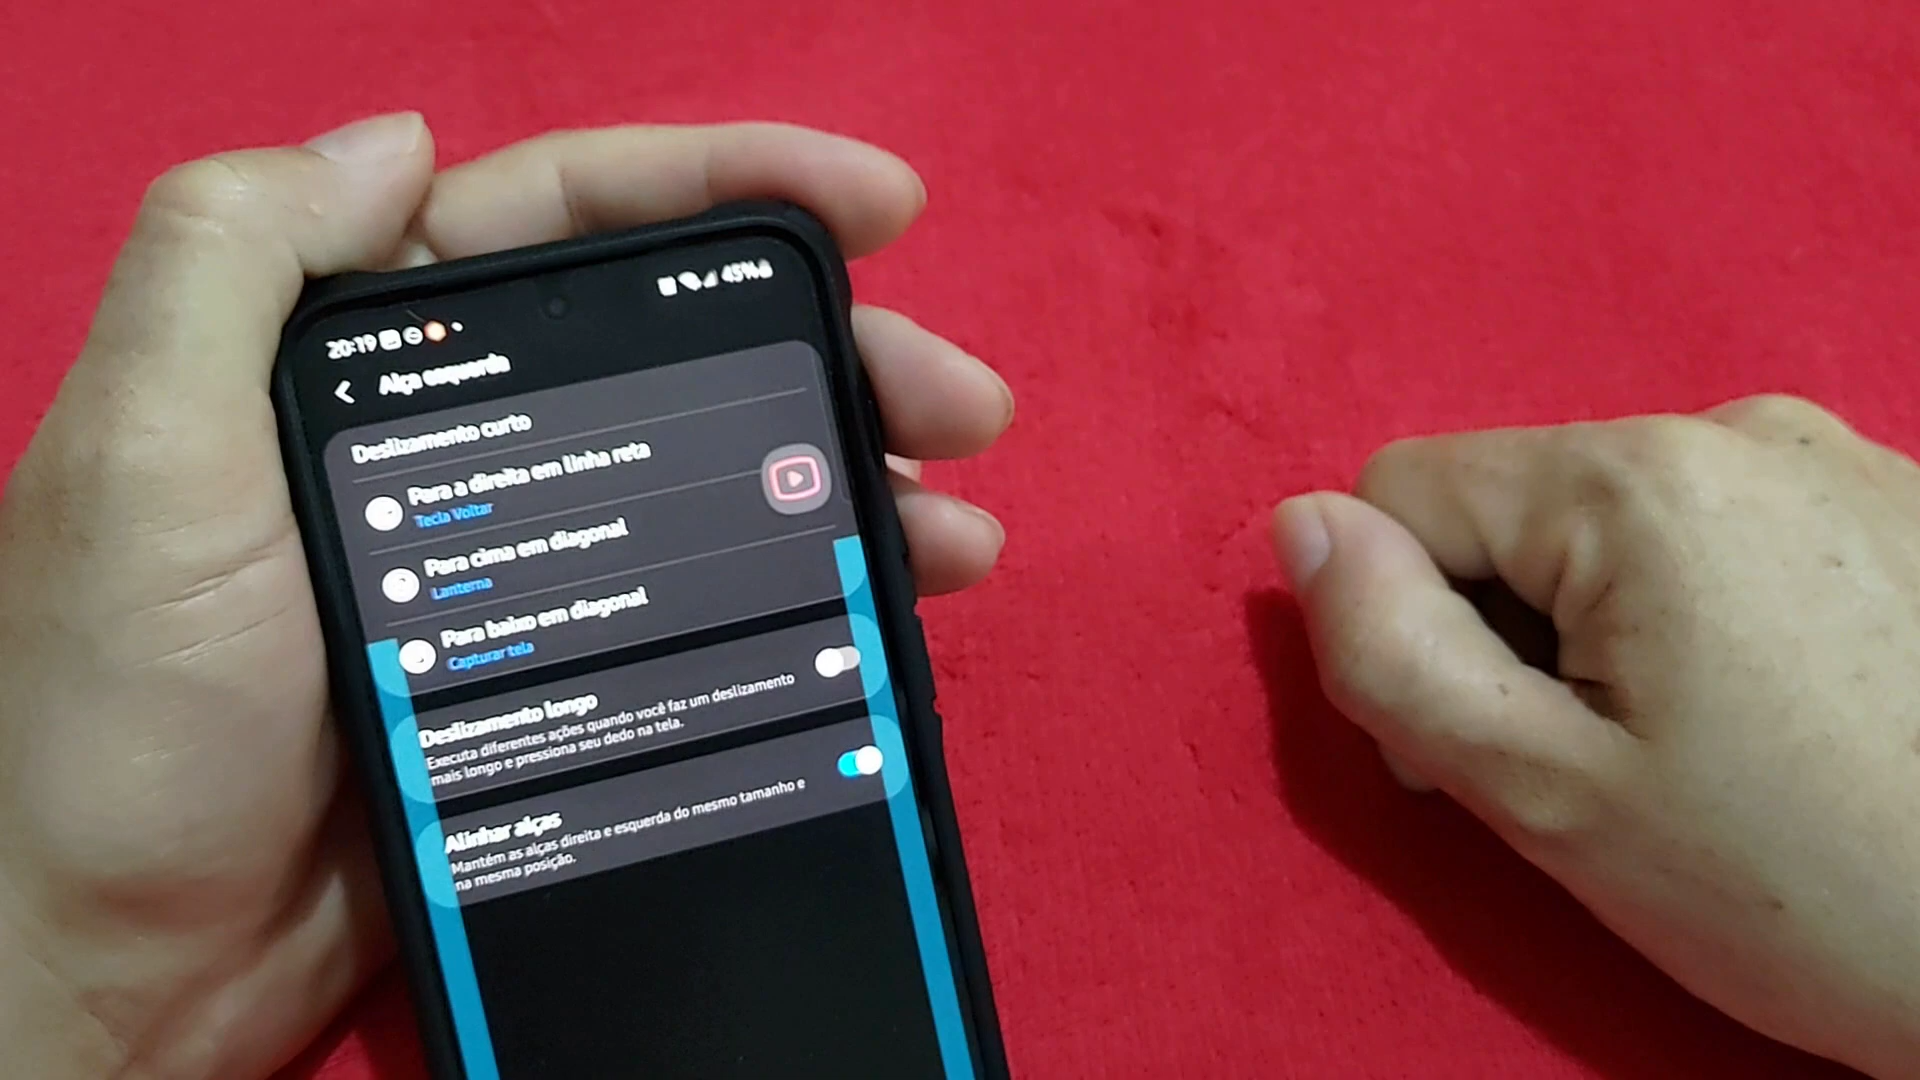 20:19
45%
Alça esquerda
Deslizamento curto
Para a direita em linha reta
Tecla Voltar
Para cima em diagonal
Lanterna
Para baixo em diagonal
Capturar tela
Deslizamento longo
Executa diferentes ações quando você faz um deslizamento
mais longo e pressiona seu dedo na tela.
Alinhar alças
Mantém as alças direita e esquerda do mesmo tamanho e
na mesma posição.